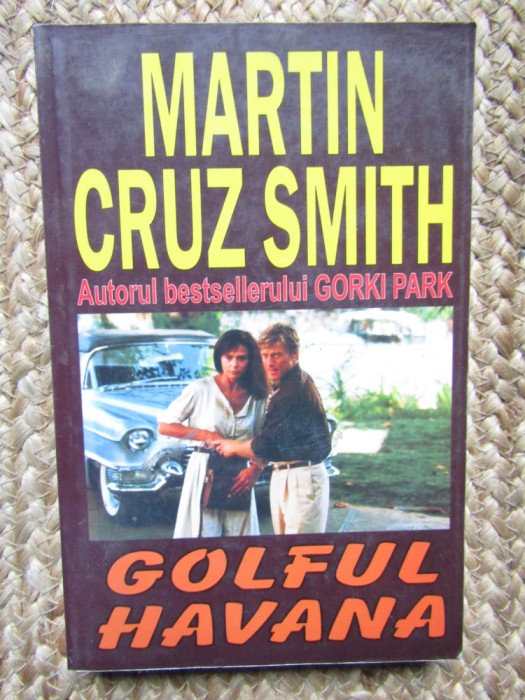 MARTIN
CRUZ SMITH
Autorul bestsellerului GORKI PARK
GOLFUL
HAVANA